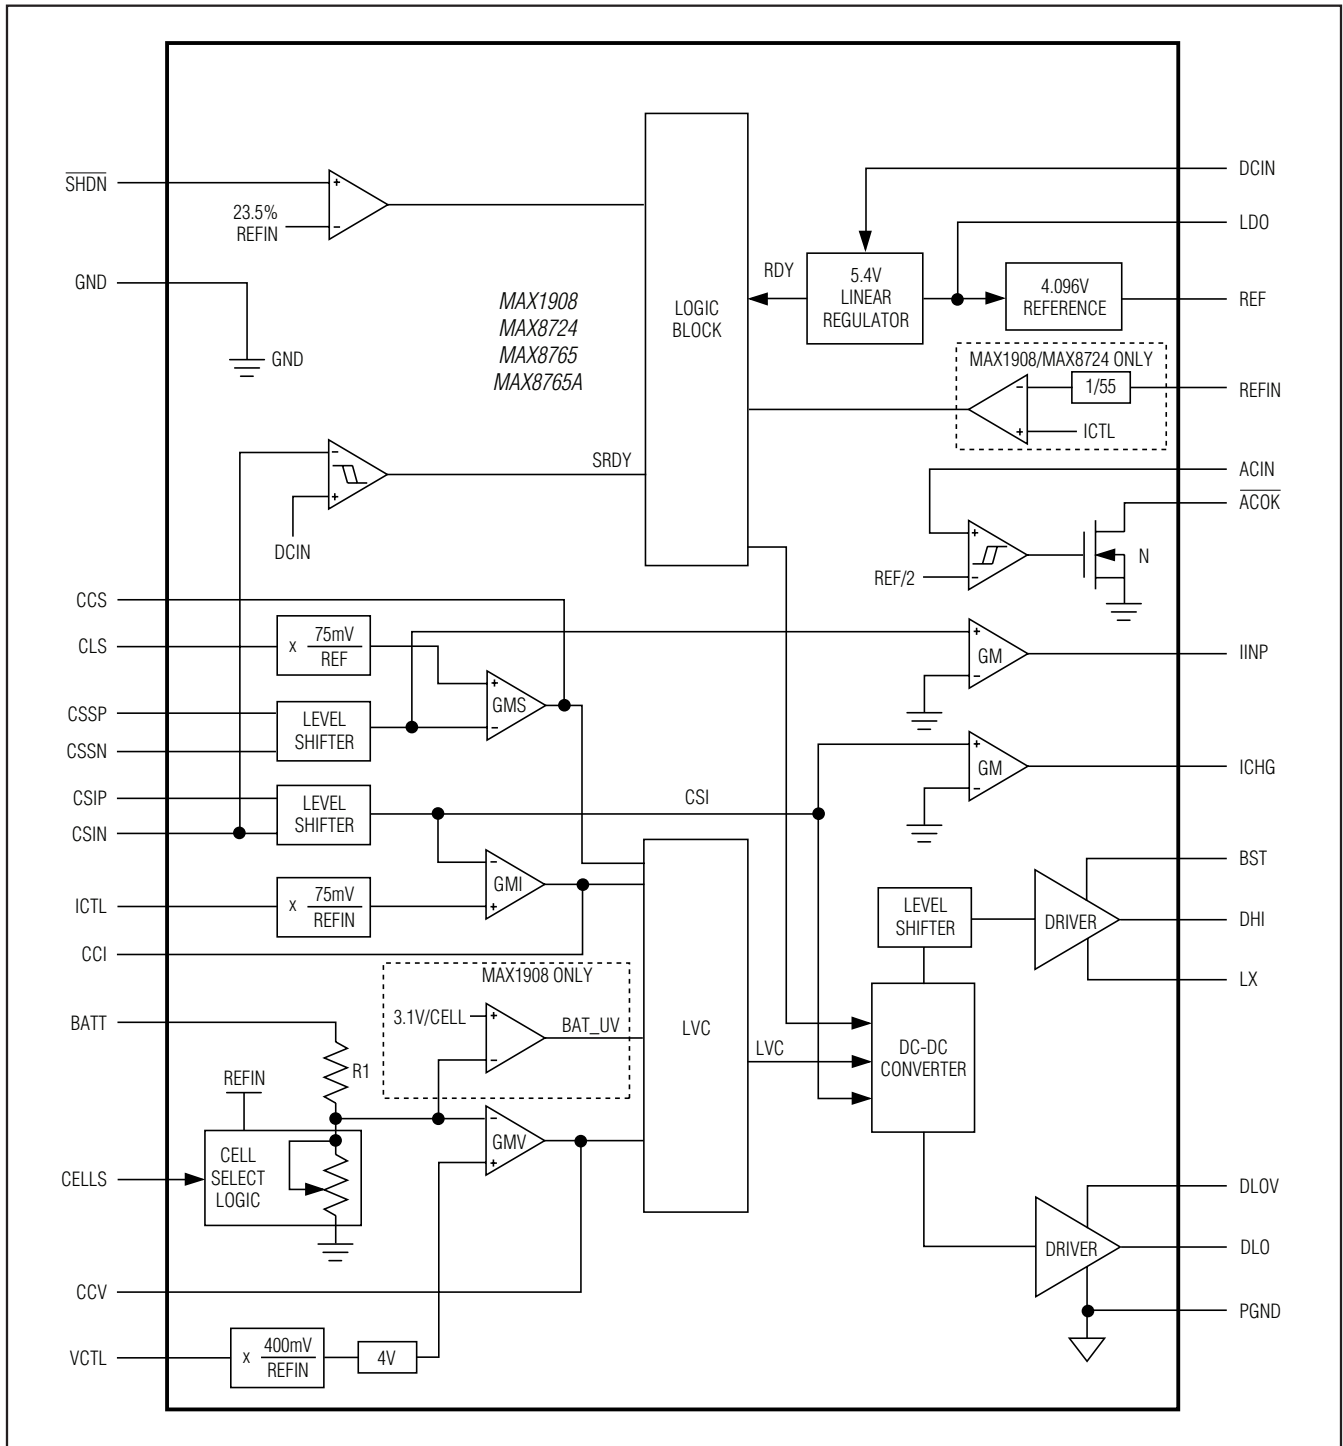 SHDN
23.5%
REFIN
+
−
GND
GND
MAX1908
MAX8724
MAX8765
MAX8765A
LOGIC
BLOCK
RDY
5.4V
LINEAR
REGULATOR
4.096V
REFERENCE
DCIN
LDO
REF
MAX1908/MAX8724 ONLY
−
1/55
+
ICTL
REFIN
−
+
DCIN
SRDY
ACIN
ACOK
+
REF/2
−
N
CCS
CLS
x 75mV
REF
CSSP
CSSN
LEVEL
SHIFTER
+
GMS
−
+
GM
−
IINP
CSIP
CSIN
LEVEL
SHIFTER
CSI
+
GM
−
ICHG
−
GMI
+
ICTL
x 75mV
REFIN
CCI
LVC
LEVEL
SHIFTER
DRIVER
BST
DHI
LX
MAX1908 ONLY
3.1V/CELL
+
−
BAT_UV
LVC
DC-DC
CONVERTER
BATT
R1
REFIN
CELLS
CELL
SELECT
LOGIC
−
GMV
+
CCV
VCTL
x 400mV
REFIN
4V
DRIVER
DLOV
DLO
PGND